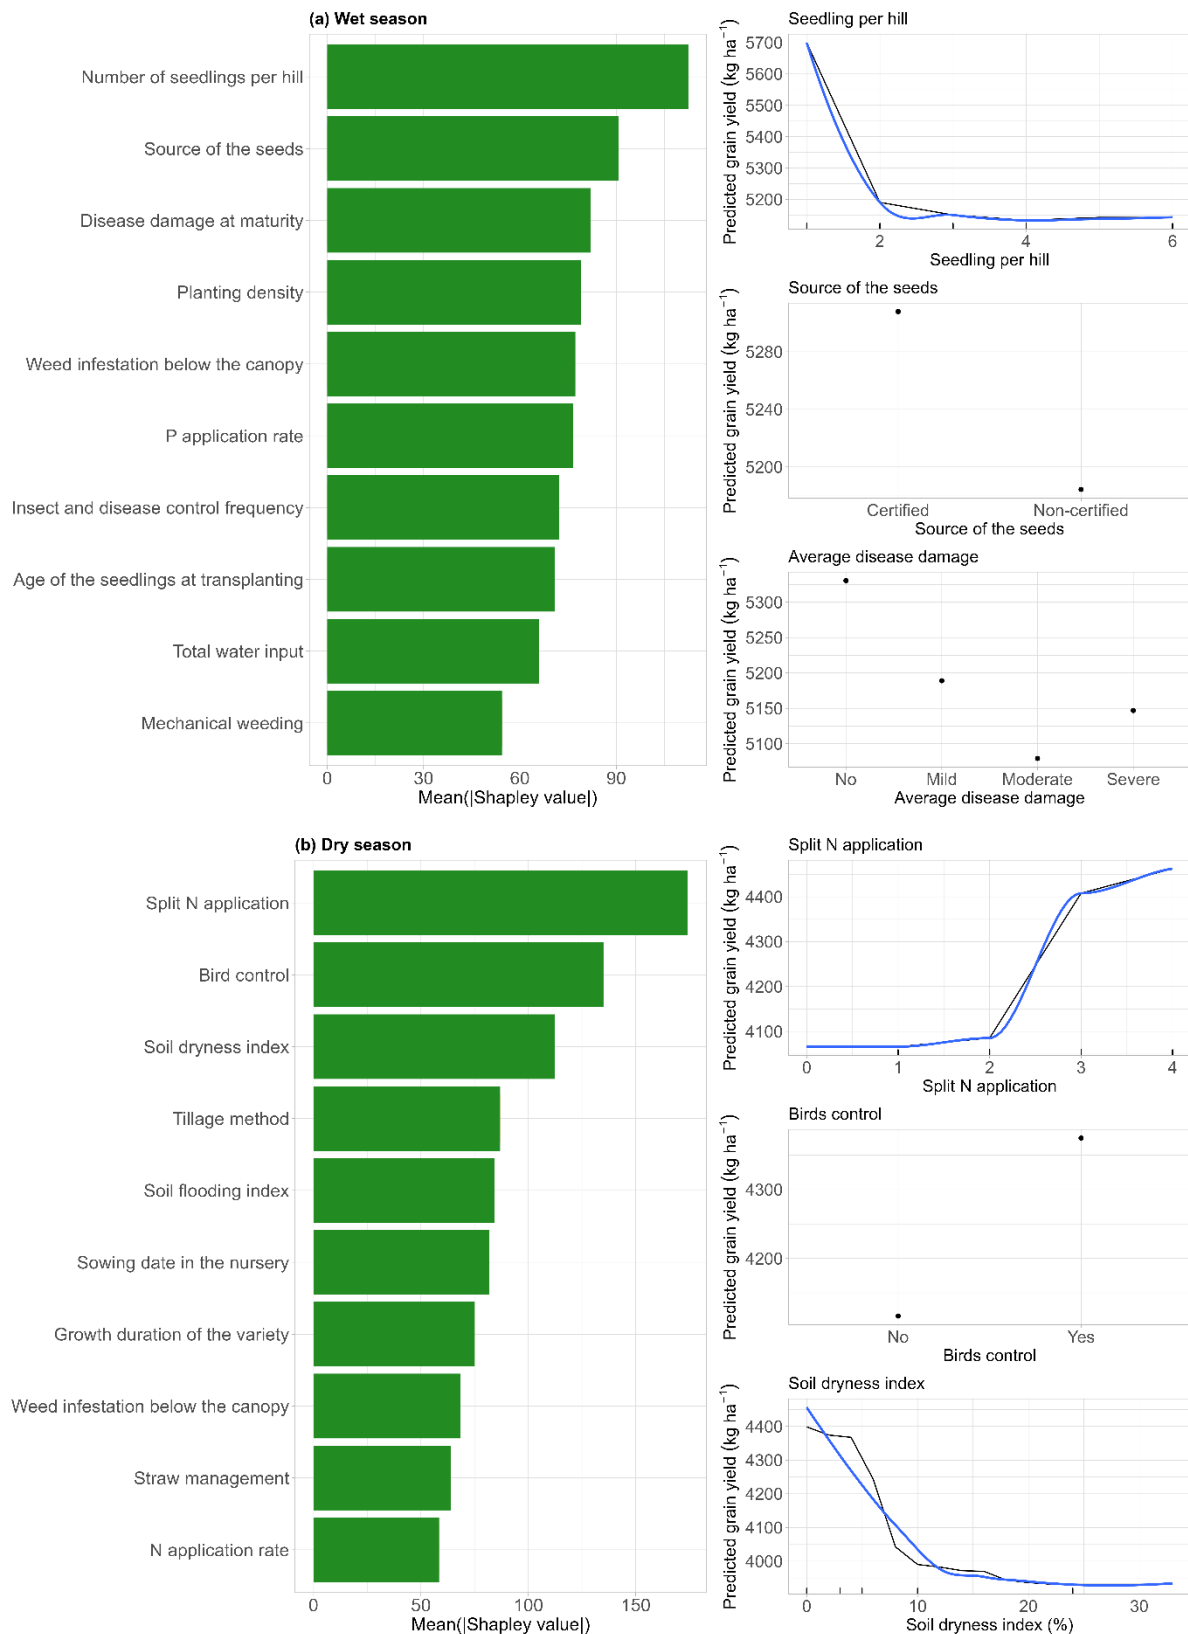 (a) Wet season
Number of seedlings per hill
Source of the seeds
Disease damage at maturity
Planting density
Weed infestation below the canopy
P application rate
Insect and disease control frequency
Age of the seedlings at transplanting
Total water input
Mechanical weeding
0 30 60 90
Mean(|Shapley value|)
Seedling per hill
Predicted grain yield (kg ha⁻¹)
5700
5600
5500
5400
5300
5200
2 4 6
Seedling per hill
Source of the seeds
Predicted grain yield (kg ha⁻¹)
5280
5240
5200
Certified Non-certified
Source of the seeds
Average disease damage
Predicted grain yield (kg ha⁻¹)
5300
5250
5200
5150
5100
No Mild Moderate Severe
Average disease damage
(b) Dry season
Split N application
Bird control
Soil dryness index
Tillage method
Soil flooding index
Sowing date in the nursery
Growth duration of the variety
Weed infestation below the canopy
Straw management
N application rate
0 50 100 150
Mean(|Shapley value|)
Split N application
Predicted grain yield (kg ha⁻¹)
4400
4300
4200
4100
0 1 2 3 4
Split N application
Birds control
Predicted grain yield (kg ha⁻¹)
4300
4200
No Yes
Birds control
Soil dryness index
Predicted grain yield (kg ha⁻¹)
4400
4300
4200
4100
4000
0 10 20 30
Soil dryness index (%)